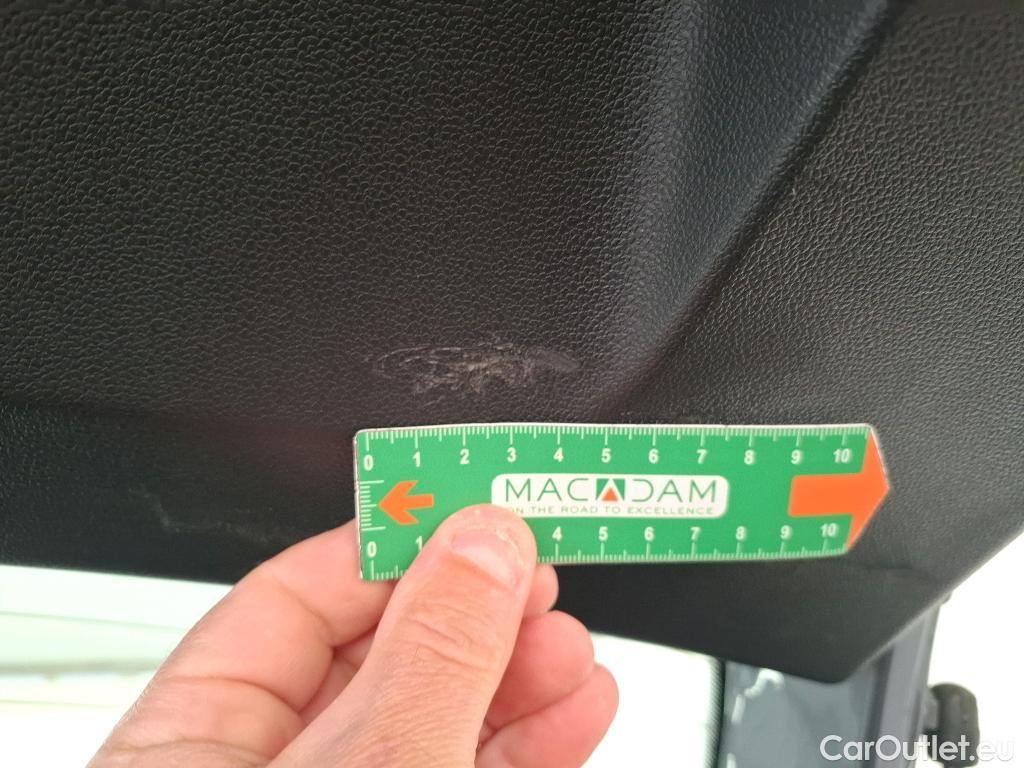 0 1 2 3 4 5 6 7 8 9 10
MACADAM
ON THE ROAD TO EXCELLENCE
0 1 4 5 6 7 8 9 10
CarOutlet.eu